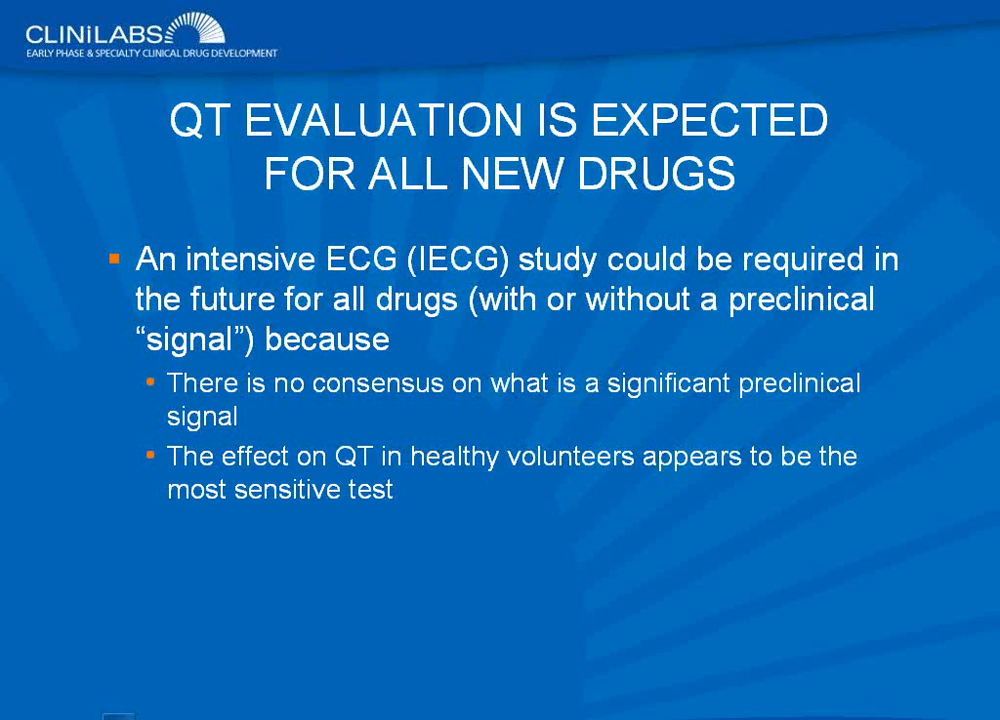 CLINiLABS
EARLY PHASE & SPECIALTY CLINICAL DRUG DEVELOPMENT
QT EVALUATION IS EXPECTED
FOR ALL NEW DRUGS
An intensive ECG (IECG) study could be required in
the future for all drugs (with or without a preclinical
“signal”) because
There is no consensus on what is a significant preclinical
signal
The effect on QT in healthy volunteers appears to be the
most sensitive test